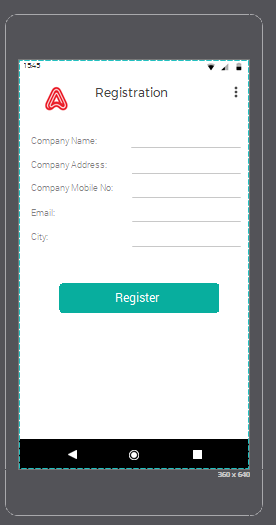 15:45
Registration
Company Name:
Company Address:
Company Mobile No:
Email:
City:
Register
360 x 640